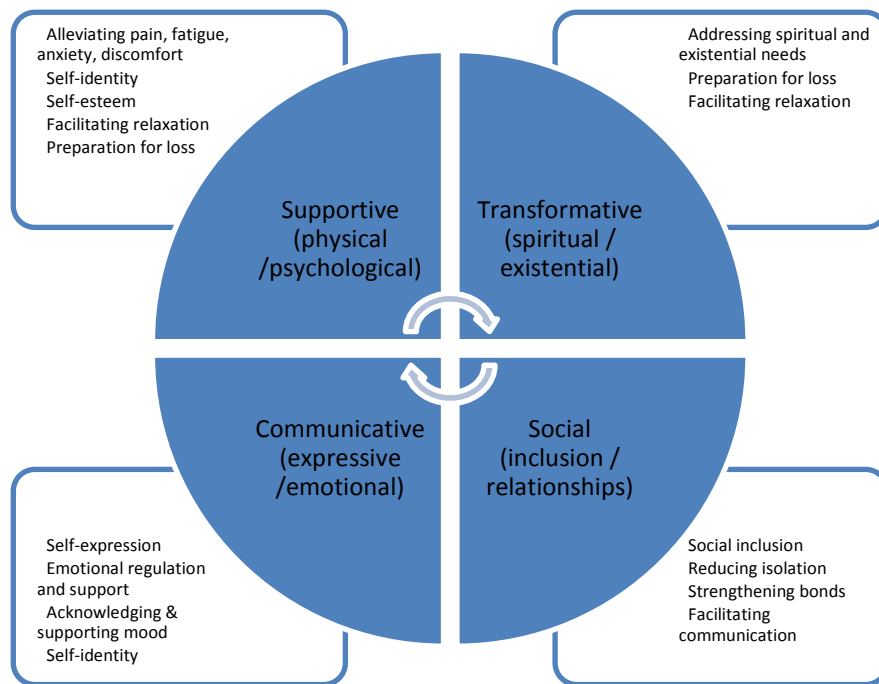 Alleviating pain, fatigue,
anxiety, discomfort
Self-identity
Self-esteem
Facilitating relaxation
Preparation for loss
Addressing spiritual and
existential needs
Preparation for loss
Facilitating relaxation
Supportive
(physical
/psychological)
Transformative
(spiritual /
existential)
Communicative
(expressive
/emotional)
Social
(inclusion /
relationships)
Self-expression
Emotional regulation
and support
Acknowledging &
supporting mood
Self-identity
Social inclusion
Reducing isolation
Strengthening bonds
Facilitating
communication